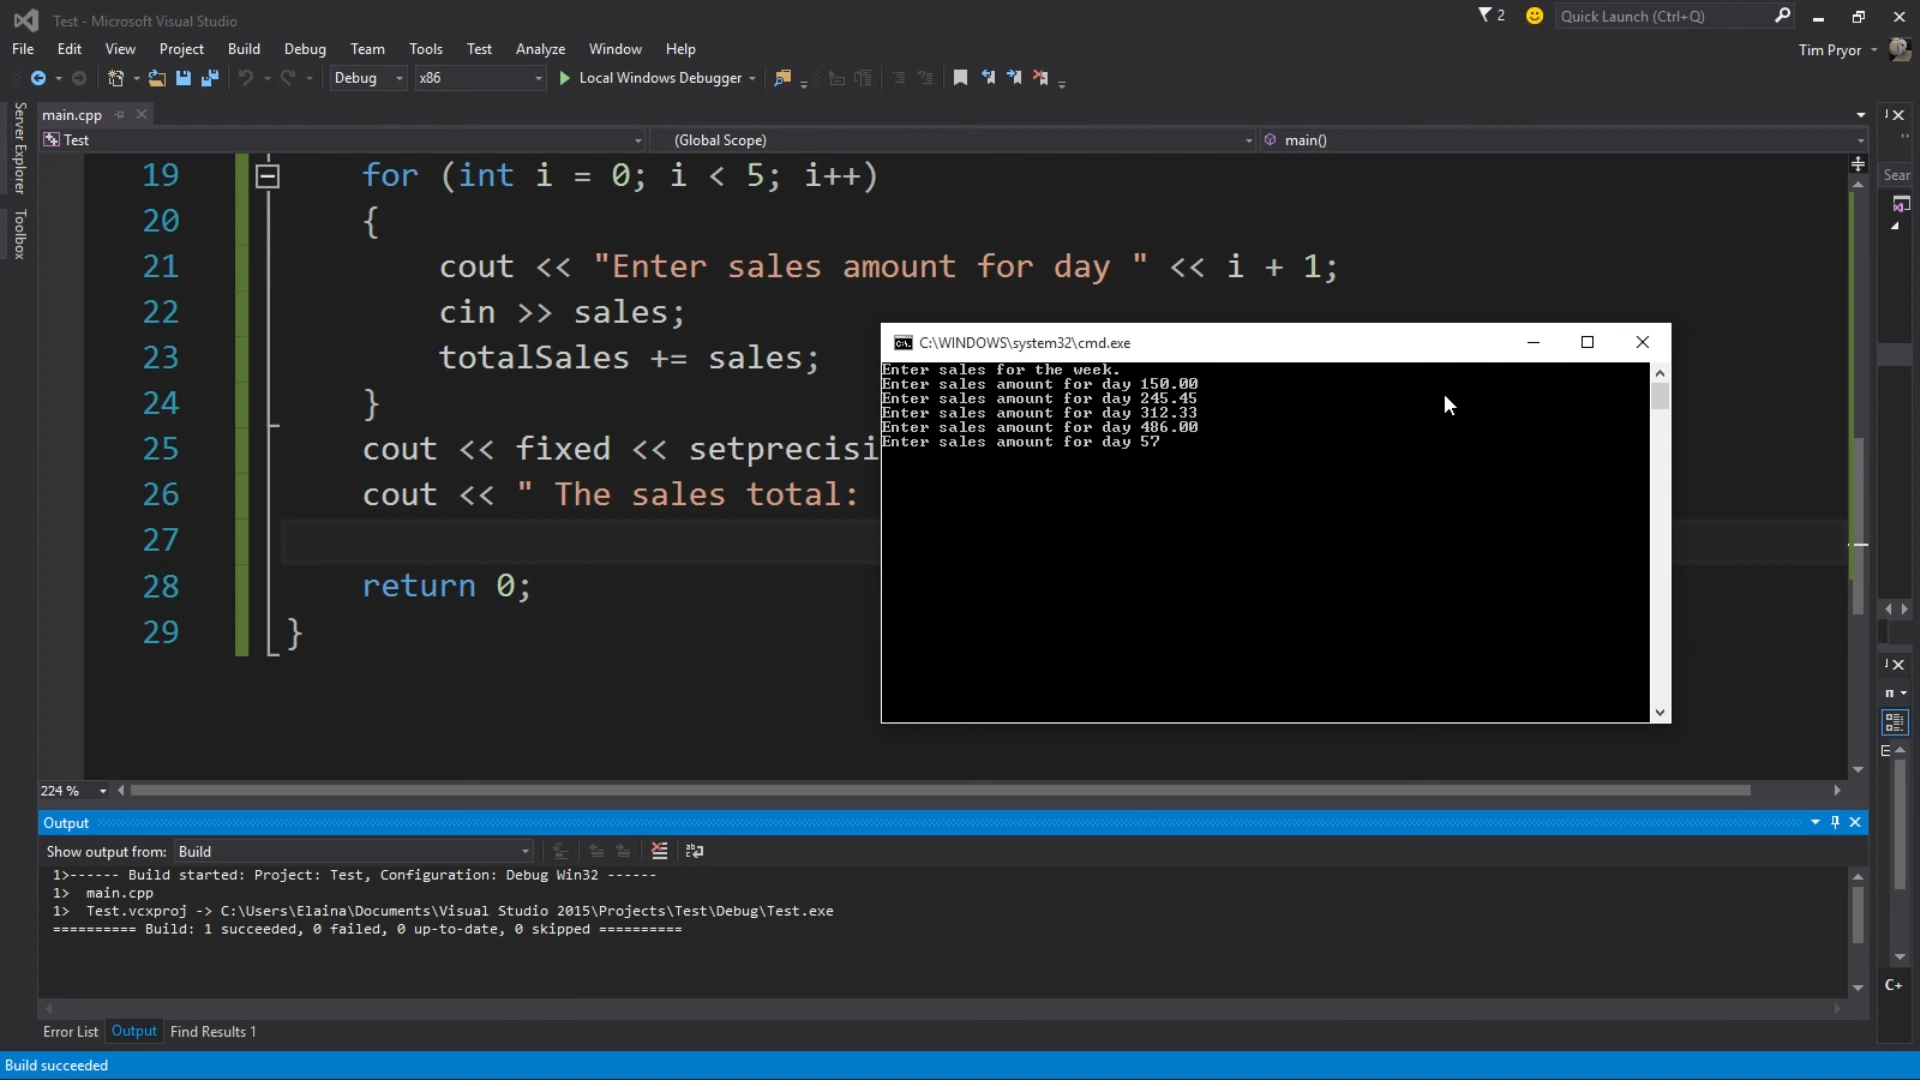 Test - Microsoft Visual Studio
2
Quick Launch (Ctrl+Q)
File Edit View Project Build Debug Team Tools Test Analyze Window Help
Tim Pryor
Debug x86 Local Windows Debugger
Server Explorer
Toolbox
main.cpp
Test (Global Scope) main()
Sear
19 for (int i = 0; i < 5; i++)
20 {
21 cout << "Enter sales amount for day " << i + 1;
22 cin >> sales;
23 totalSales += sales;
24 }
25 cout << fixed << setprecisi
26 cout << " The sales total:
27
28 return 0;
29 }
C:\WINDOWS\system32\cmd.exe
Enter sales for the week.
Enter sales amount for day 150.00
Enter sales amount for day 245.45
Enter sales amount for day 312.33
Enter sales amount for day 486.00
Enter sales amount for day 57
224 %
Output
Show output from: Build
1>------ Build started: Project: Test, Configuration: Debug Win32 ------
1> main.cpp
1> Test.vcxproj -> C:\Users\Elaina\Documents\Visual Studio 2015\Projects\Test\Debug\Test.exe
========== Build: 1 succeeded, 0 failed, 0 up-to-date, 0 skipped ==========
C+
Error List Output Find Results 1
Build succeeded